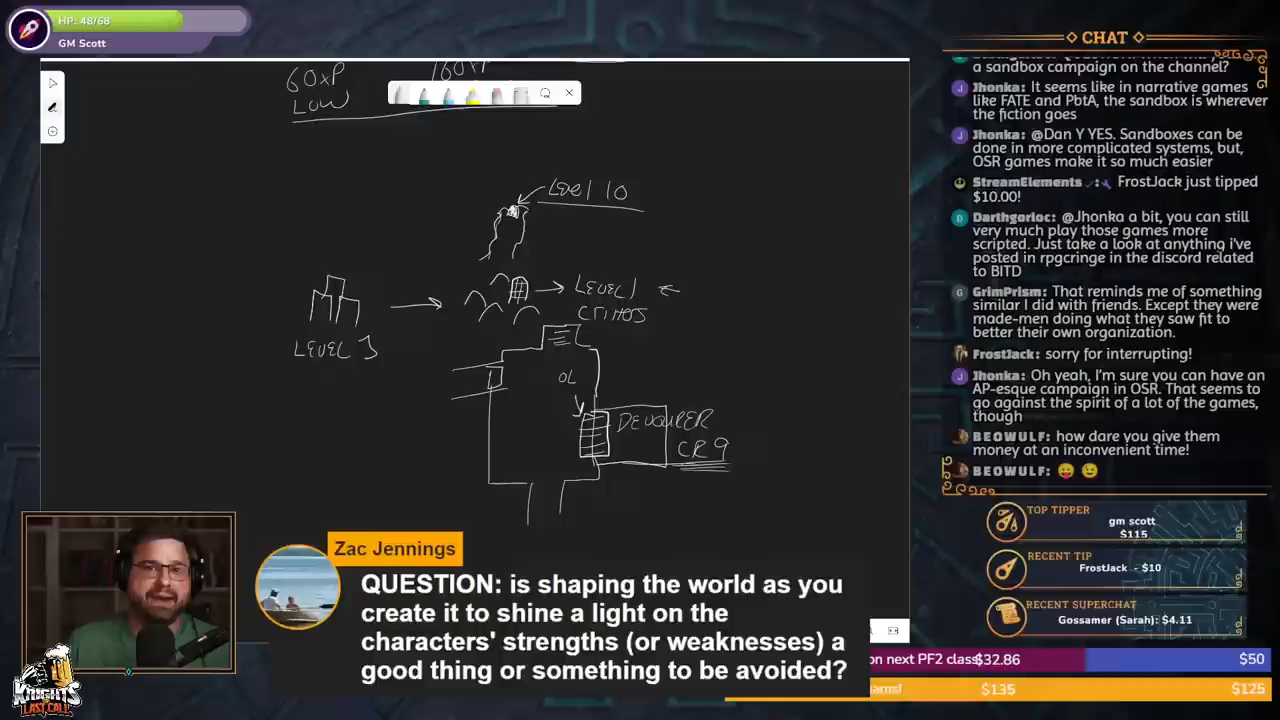 HP: 48/68
GM Scott
60XP
LOW
LEVEL 10
LEVEL 1
CRITTERS
LEVEL 3
OL
DEVOURER
CR 9
Zac Jennings
QUESTION: is shaping the world as you
create it to shine a light on the
characters' strengths (or weaknesses) a
good thing or something to be avoided?
KNIGHTS
LAST CALL
CHAT
a sandbox campaign on the channel?
Jhonka: It seems like in narrative games
like FATE and PbtA, the sandbox is wherever
the fiction goes
Jhonka: @Dan Y YES. Sandboxes can be
done in more complicated systems, but,
OSR games make it so much easier
StreamElements : FrostJack just tipped
$10.00!
Darthgorloc: @Jhonka a bit, you can still
very much play those games more
scripted. Just take a look at anything i've
posted in rpgcringe in the discord related
to BITD
GrimPrism: That reminds me of something
similar I did with friends. Except they were
made-men doing what they saw fit to
better their own organization.
FrostJack: sorry for interrupting!
Jhonka: Oh yeah, I'm sure you can have an
AP-esque campaign in OSR. That seems to
go against the spirit of a lot of the games,
though
BEOWULF: how dare you give them
money at an inconvenient time!
BEOWULF: 😛 😉
TOP TIPPER
gm scott
$115
RECENT TIP
FrostJack - $10
RECENT SUPERCHAT
Gossamer (Sarah): $4.11
on next PF2 class
$32.86
$50
$135
$125